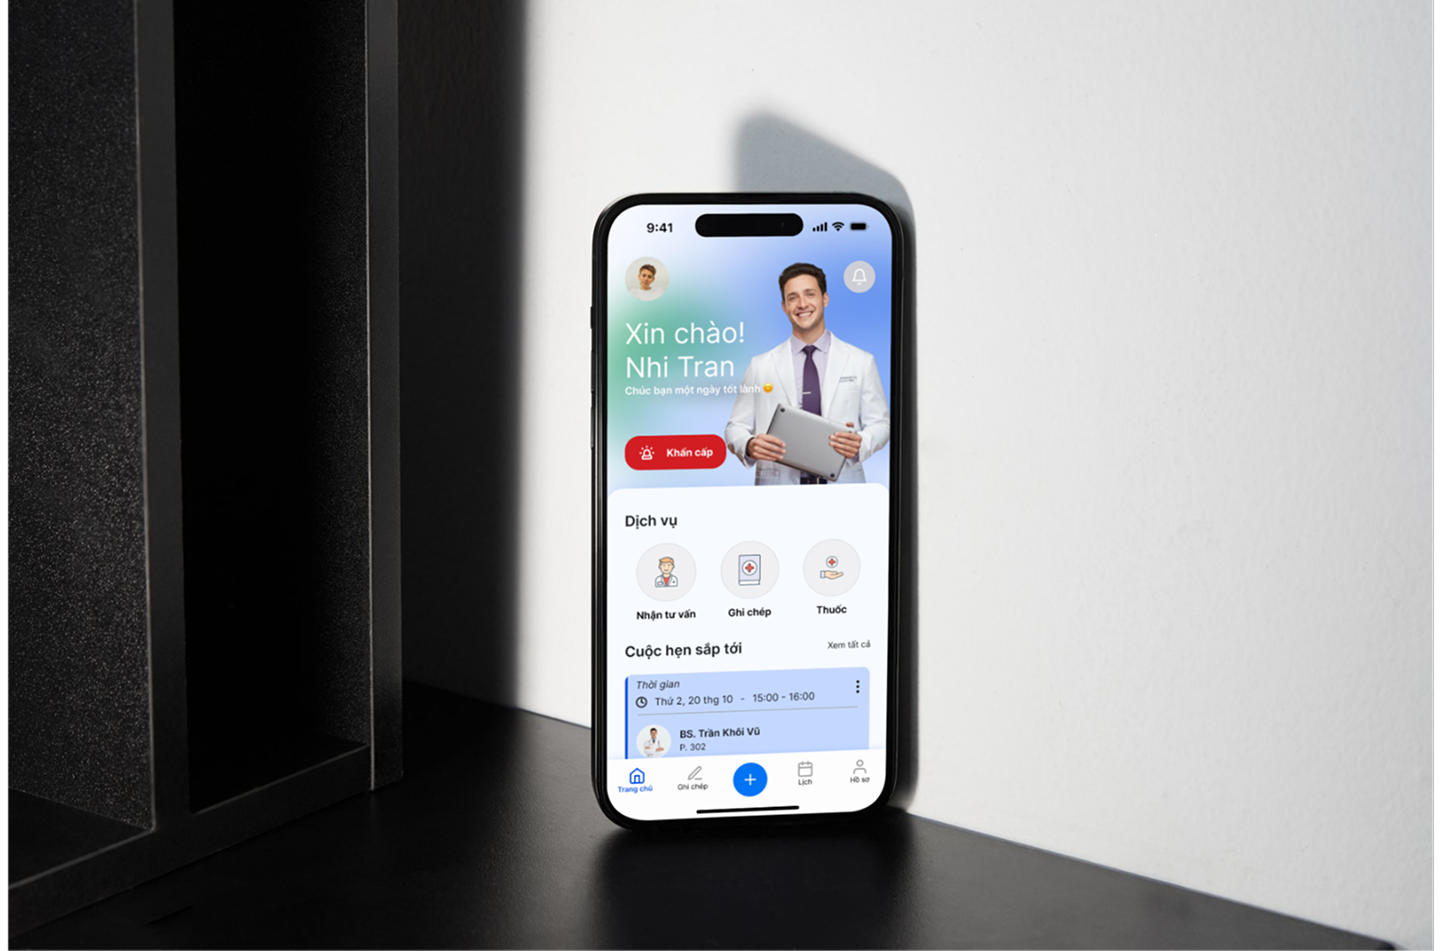 9:41
Xin chào!
Nhi Tran
Chúc bạn một ngày tốt lành 😊
Khẩn cấp
Dịch vụ
Nhận tư vấn
Ghi chép
Thuốc
Cuộc hẹn sắp tới
Xem tất cả
Thời gian
Thứ 2, 20 thg 10 - 15:00 - 16:00
BS. Trần Khôi Vũ
P. 302
Trang chủ
Ghi chép
Lịch
Hồ sơ